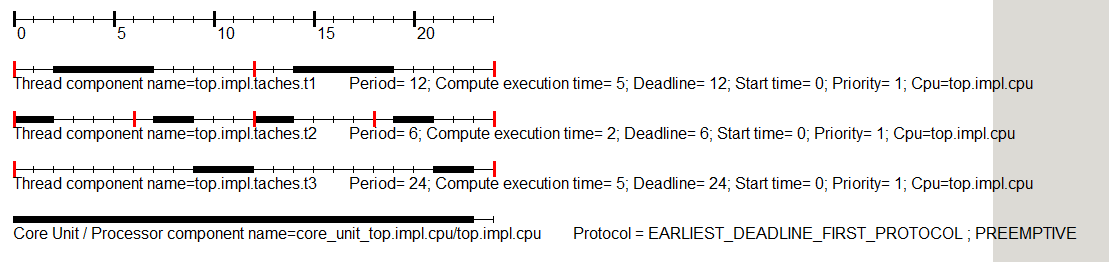 0 5 10 15 20
Thread component name=top.impl.taches.t1 Period= 12; Compute execution time= 5; Deadline= 12; Start time= 0; Priority= 1; Cpu=top.impl.cpu
Thread component name=top.impl.taches.t2 Period= 6; Compute execution time= 2; Deadline= 6; Start time= 0; Priority= 1; Cpu=top.impl.cpu
Thread component name=top.impl.taches.t3 Period= 24; Compute execution time= 5; Deadline= 24; Start time= 0; Priority= 1; Cpu=top.impl.cpu
Core Unit / Processor component name=core_unit_top.impl.cpu/top.impl.cpu Protocol = EARLIEST_DEADLINE_FIRST_PROTOCOL ; PREEMPTIVE